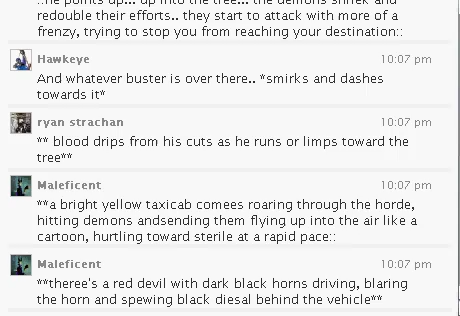 ::he points up... up into the tree... the demons shriek and
redouble their efforts.. they start to attack with more of a
frenzy, trying to stop you from reaching your destination::
Hawkeye 10:07 pm
And whatever buster is over there.. *smirks and dashes
towards it*
ryan strachan 10:07 pm
** blood drips from his cuts as he runs or limps toward the
tree**
Maleficent 10:07 pm
**a bright yellow taxicab comees roaring through the horde,
hitting demons andsending them flying up into the air like a
cartoon, hurtling toward sterile at a rapid pace::
Maleficent 10:07 pm
**theree's a red devil with dark black horns driving, blaring
the horn and spewing black diesal behind the vehicle**